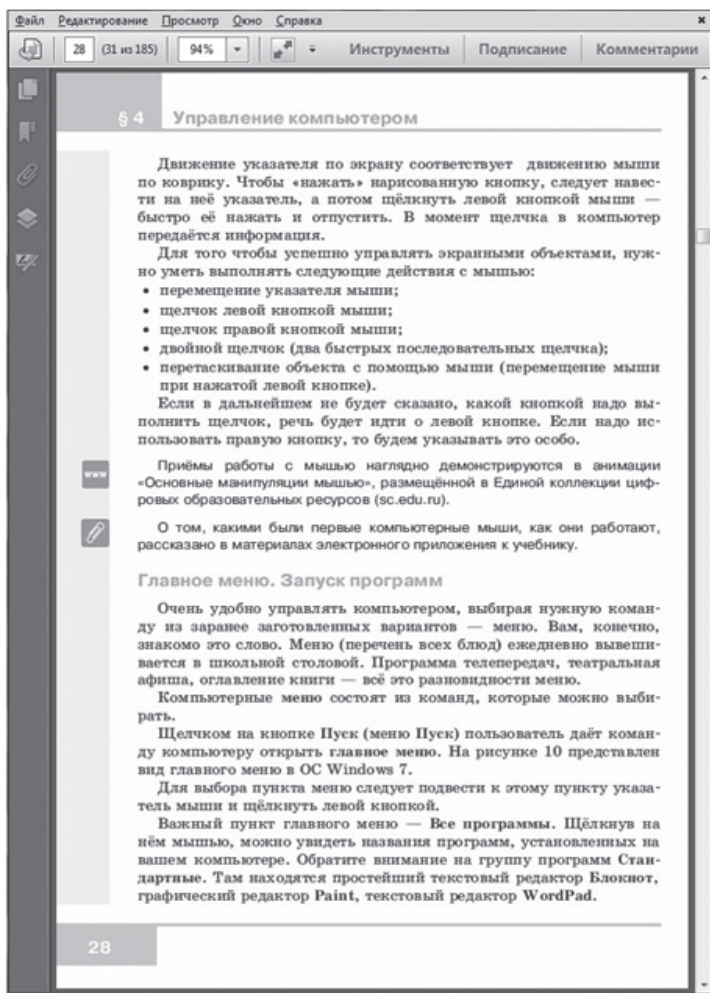 Файл Редактирование Просмотр Окно Справка
28 (31 из 185) 94% Инструменты Подписание Комментарии
§ 4 Управление компьютером
Движение указателя по экрану соответствует движению мыши
по коврику. Чтобы «нажать» нарисованную кнопку, следует навес-
ти на неё указатель, а потом щёлкнуть левой кнопкой мыши —
быстро её нажать и отпустить. В момент щелчка в компьютер
передаётся информация.
Для того чтобы успешно управлять экранными объектами, нуж-
но уметь выполнять следующие действия с мышью:
• перемещение указателя мыши;
• щелчок левой кнопкой мыши;
• щелчок правой кнопкой мыши;
• двойной щелчок (два быстрых последовательных щелчка);
• перетаскивание объекта с помощью мыши (перемещение мыши
при нажатой левой кнопке).
Если в дальнейшем не будет сказано, какой кнопкой надо вы-
полнить щелчок, речь будет идти о левой кнопке. Если надо ис-
пользовать правую кнопку, то будем указывать это особо.
www
Приёмы работы с мышью наглядно демонстрируются в анимации
«Основные манипуляции мышью», размещённой в Единой коллекции циф-
ровых образовательных ресурсов (sc.edu.ru).
О том, какими были первые компьютерные мыши, как они работают,
рассказано в материалах электронного приложения к учебнику.
Главное меню. Запуск программ
Очень удобно управлять компьютером, выбирая нужную коман-
ду из заранее заготовленных вариантов — меню. Вам, конечно,
знакомо это слово. Меню (перечень всех блюд) ежедневно вывеши-
вается в школьной столовой. Программа телепередач, театральная
афиша, оглавление книги — всё это разновидности меню.
Компьютерные меню состоят из команд, которые можно выби-
рать.
Щелчком на кнопке Пуск (меню Пуск) пользователь даёт коман-
ду компьютеру открыть главное меню. На рисунке 10 представлен
вид главного меню в ОС Windows 7.
Для выбора пункта меню следует подвести к этому пункту указа-
тель мыши и щёлкнуть левой кнопкой.
Важный пункт главного меню — Все программы. Щёлкнув на
нём мышью, можно увидеть названия программ, установленных на
вашем компьютере. Обратите внимание на группу программ Стан-
дартные. Там находятся простейший текстовый редактор Блокнот,
графический редактор Paint, текстовый редактор WordPad.
28